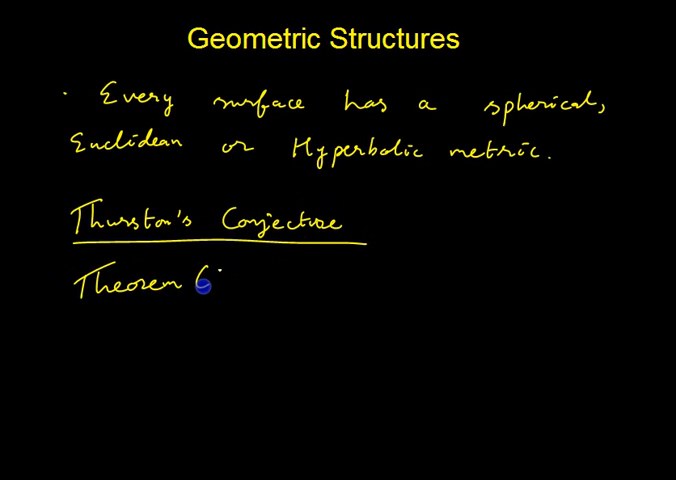 Geometric Structures
· Every surface has a spherical,
Euclidean or Hyperbolic metric.
Thurston's Conjecture
Theorem (